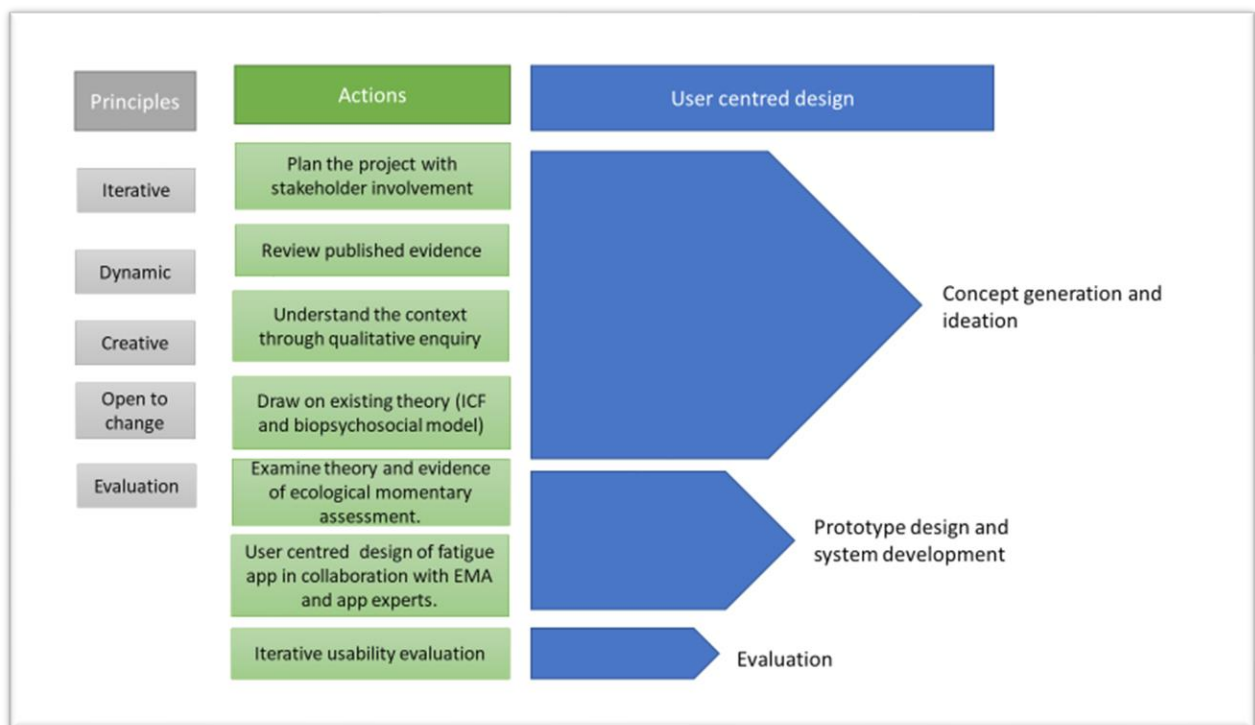 Principles
Actions
User centred design
Iterative
Dynamic
Creative
Open to
change
Evaluation
Plan the project with
stakeholder involvement
Review published evidence
Understand the context
through qualitative enquiry
Draw on existing theory (ICF
and biopsychosocial model)
Examine theory and evidence
of ecological momentary
assessment.
User centred design of fatigue
app in collaboration with EMA
and app experts.
Iterative usability evaluation
Concept generation and
ideation
Prototype design and
system development
Evaluation